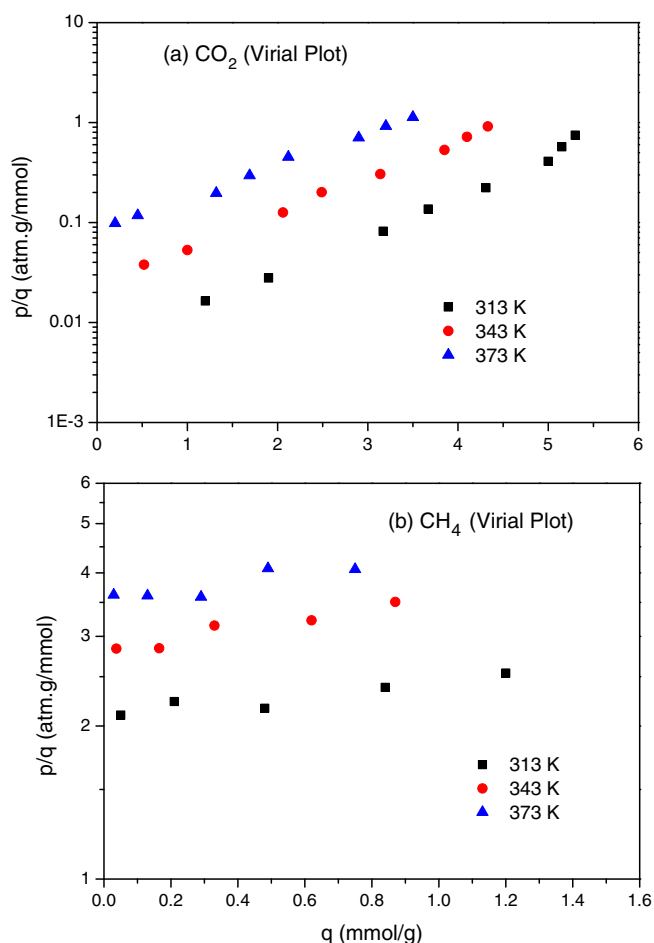 10
(a) CO2 (Virial Plot)
1
p/q (atm.g/mmol)
0.1
0.01
313 K
343 K
373 K
1E-3
0 1 2 3 4 5 6
6
(b) CH4 (Virial Plot)
5
4
3
p/q (atm.g/mmol)
2
313 K
343 K
373 K
1
0.0 0.2 0.4 0.6 0.8 1.0 1.2 1.4 1.6
q (mmol/g)